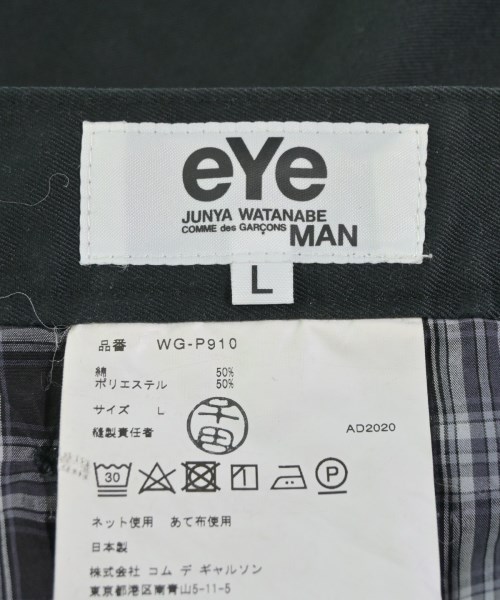 eYe
JUNYA WATANABE
COMME des GARÇONS MAN
L
品番 WG-P910
綿 50%
ポリエステル 50%
サイズ L
縫製責任者 千田 AD2020
30 P
ネット使用 あて布使用
日本製
株式会社 コム デ ギャルソン
東京都港区南青山5-11-5